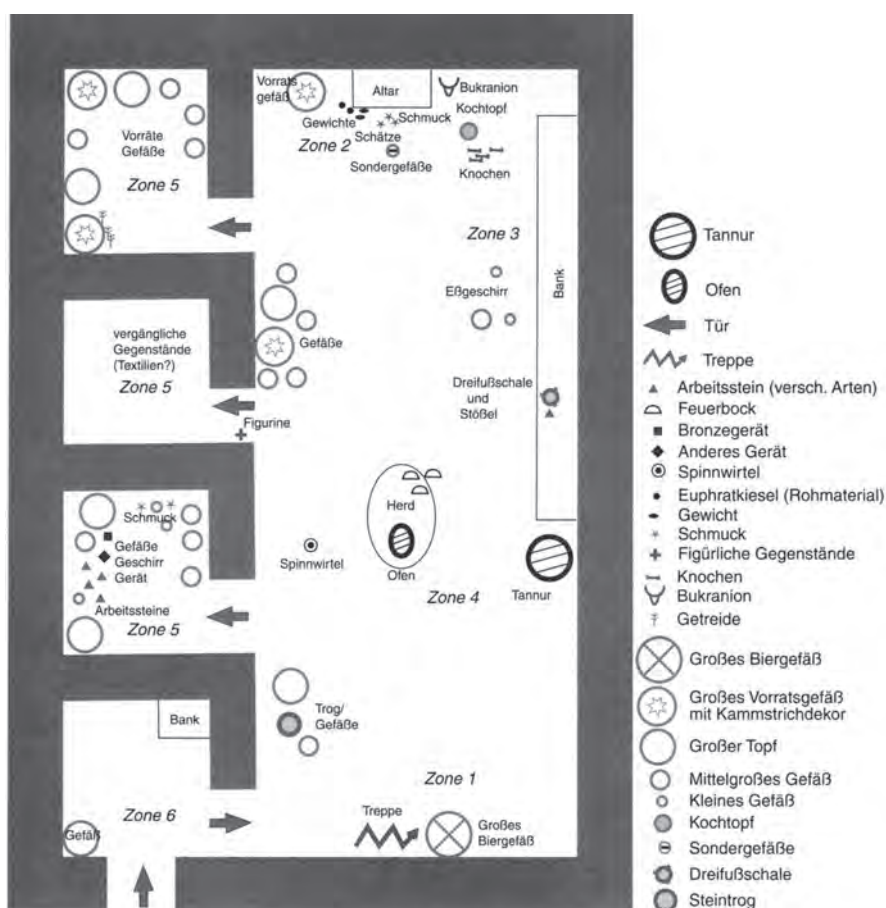 Vorrats
gefäß
Altar
Bukranion
Kochtopf
Gewichte
Schmuck
Schätze
Zone 2
Sondergefäße
Knochen
Vorräte
Gefäße
Zone 5
Zone 3
Eßgeschirr
Bank
Gefäße
vergängliche
Gegenstände
(Textilien?)
Zone 5
Figurine
Dreifußschale
und
Stößel
Herd
Ofen
Spinnwirtel
Tannur
Zone 4
Schmuck
Gefäße
Geschirr
Gerät
Arbeitssteine
Zone 5
Bank
Trog/
Gefäße
Zone 1
Zone 6
Gefäß
Treppe
Großes
Biergefäß
Tannur
Ofen
Tür
Treppe
Arbeitsstein (versch. Arten)
Feuerbock
Bronzegerät
Anderes Gerät
Spinnwirtel
Euphratkiesel (Rohmaterial)
Gewicht
Schmuck
Figürliche Gegenstände
Knochen
Bukranion
Getreide
Großes Biergefäß
Großes Vorratsgefäß
mit Kammstrichdekor
Großer Topf
Mittelgroßes Gefäß
Kleines Gefäß
Kochtopf
Sondergefäße
Dreifußschale
Steintrog